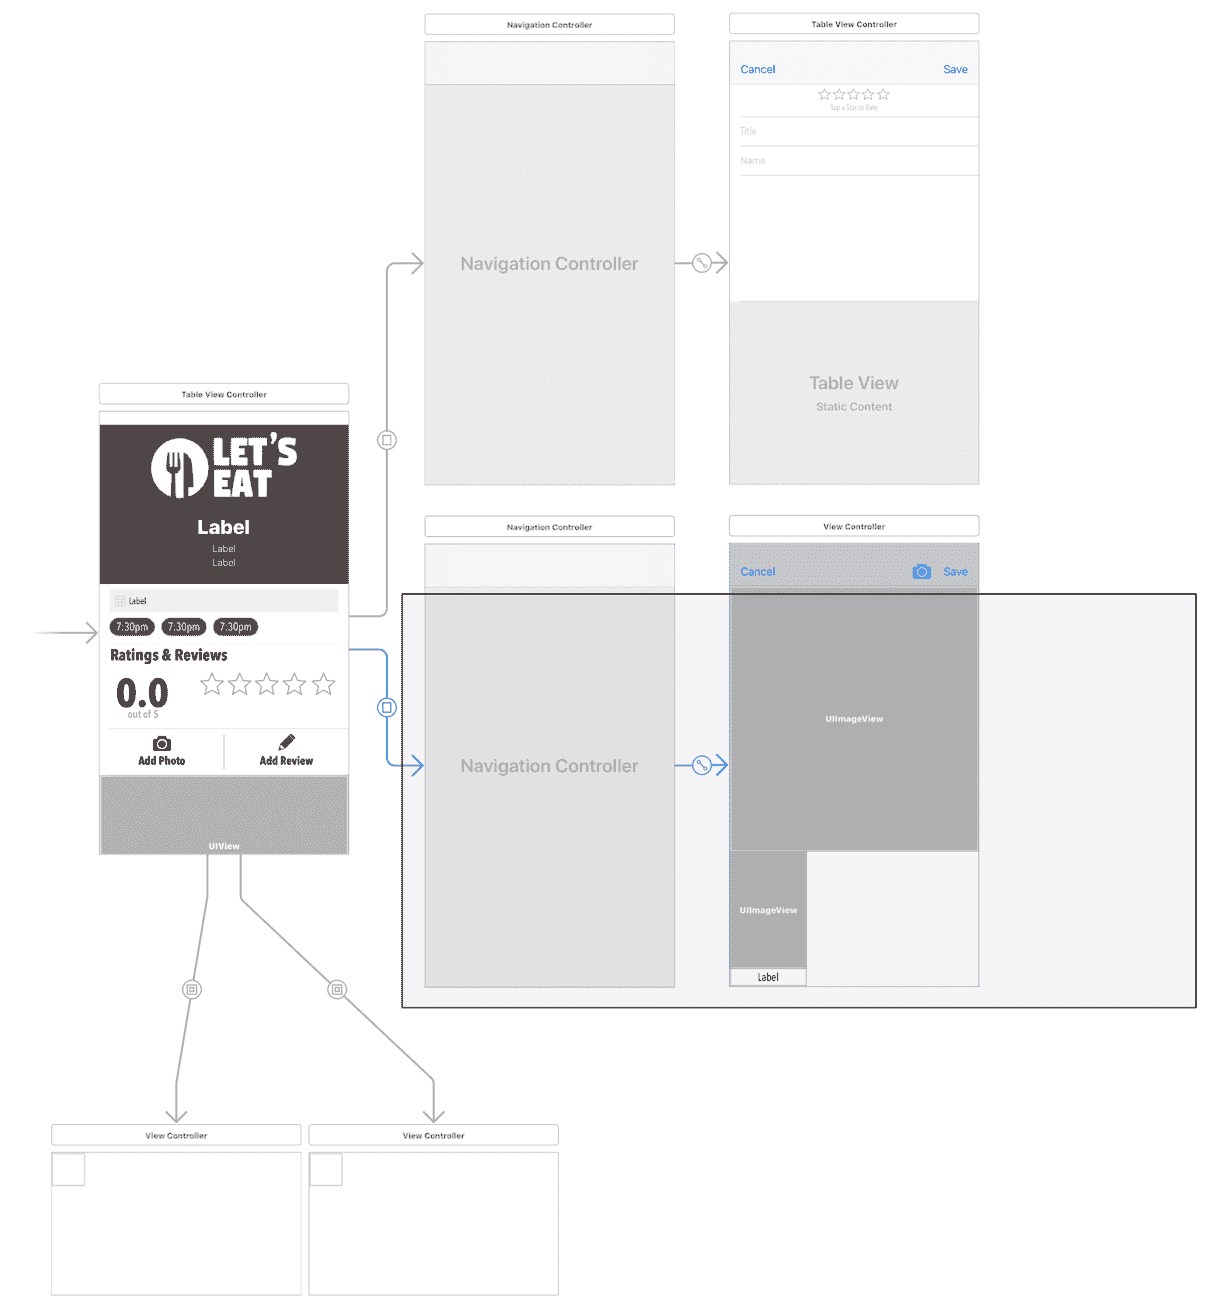 Navigation Controller
Table View Controller
Cancel
Save
Tap a Star to Rate
Title
Name
Navigation Controller
Table View
Static Content
Table View Controller
LET'S
EAT
Label
Label
Label
Label
7:30pm 7:30pm 7:30pm
Ratings & Reviews
0.0
out of 5
Add Photo
Add Review
UIView
Navigation Controller
View Controller
Cancel
Save
UIImageView
Navigation Controller
UIImageView
Label
View Controller
View Controller